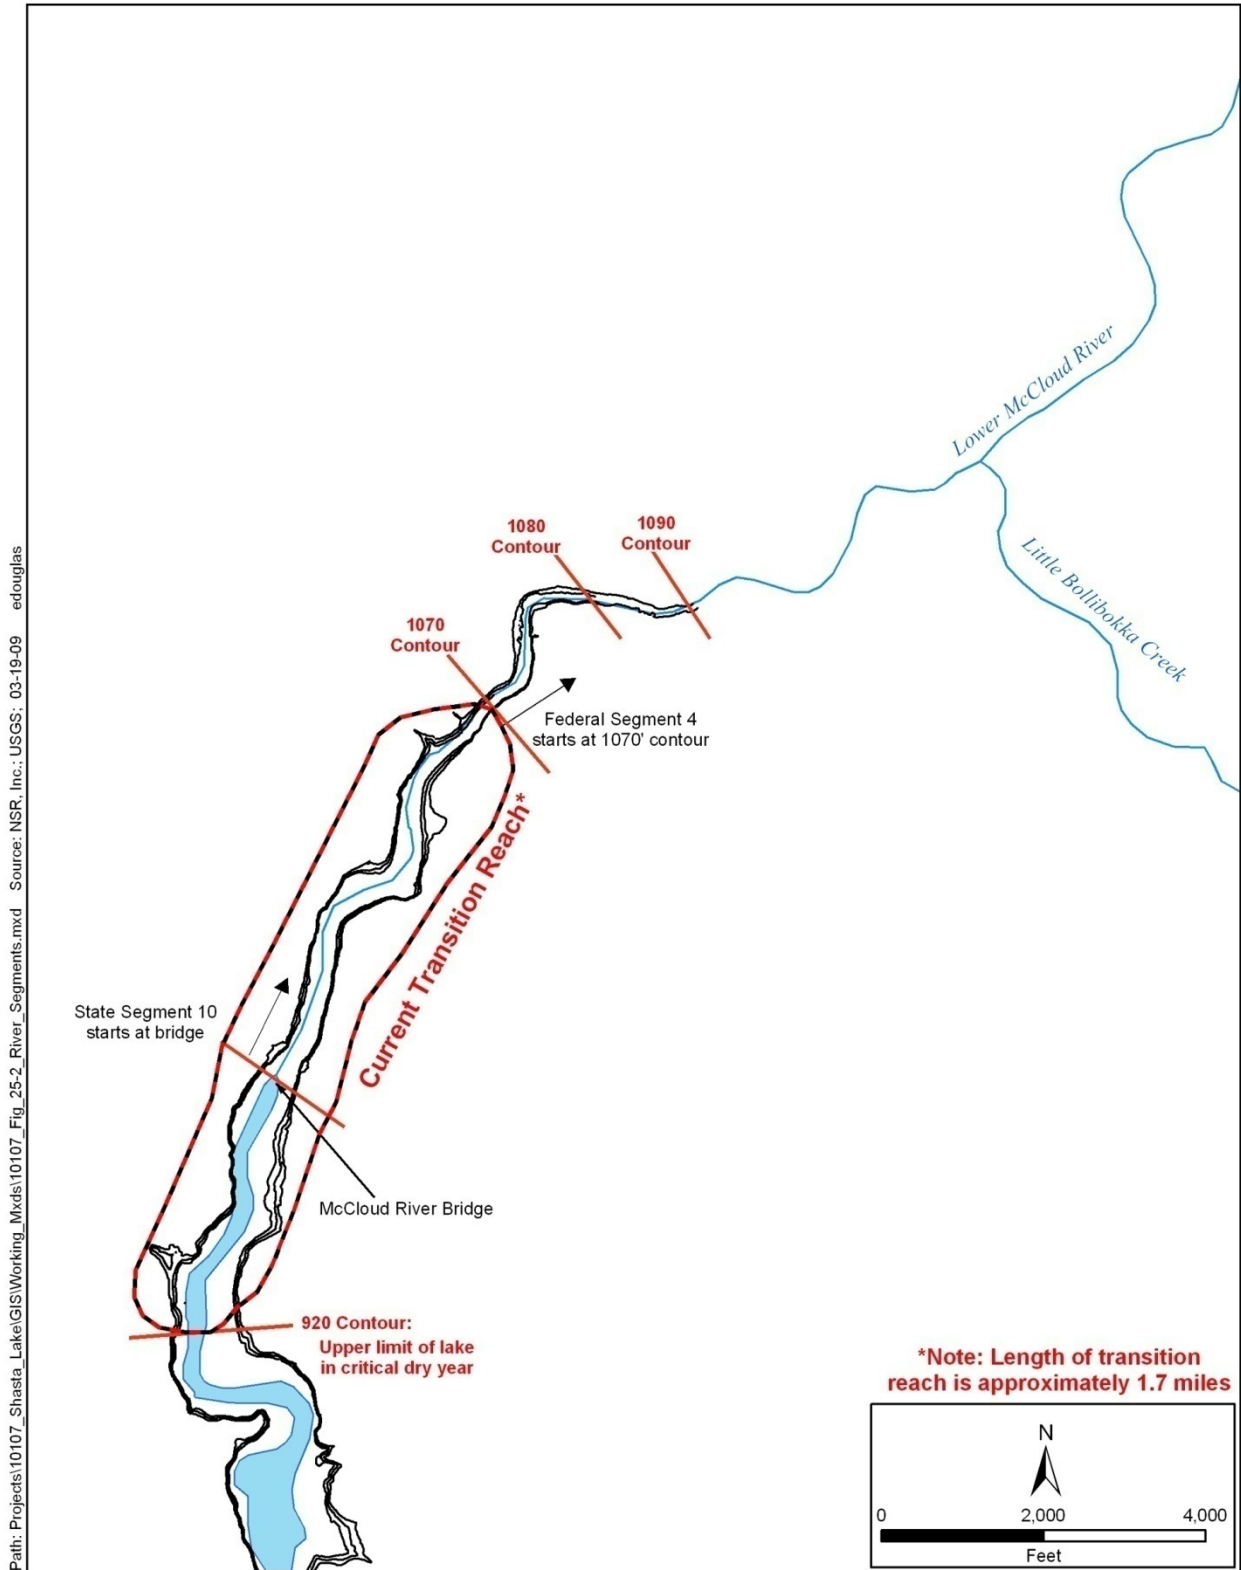 Lower McCloud River
Little Bollibokka Creek
1080
Contour
1090
Contour
1070
Contour
Federal Segment 4
starts at 1070' contour
Current Transition Reach*
State Segment 10
starts at bridge
McCloud River Bridge
920 Contour:
Upper limit of lake
in critical dry year
*Note: Length of transition
reach is approximately 1.7 miles
N
0 2,000 4,000
Feet
Path: Projects\10107_Shasta_Lake\GIS\Working_Mxds\10107_Fig_25-2_River_Segments.mxd Source: NSR, Inc.; USGS; 03-19-09 edouglas